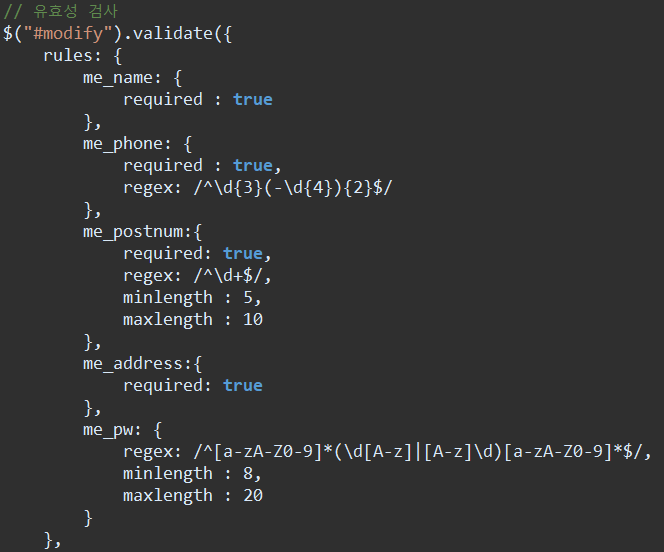 // 유효성 검사
$("#modify").validate({
    rules: {
        me_name: {
            required : true
        },
        me_phone: {
            required : true,
            regex: /^\d{3}(-\d{4}){2}$/
        },
        me_postnum:{
            required: true,
            regex: /^\d+$/,
            minlength : 5,
            maxlength : 10
        },
        me_address:{
            required: true
        },
        me_pw: {
            regex: /^[a-zA-Z0-9]*(\d[A-z]|[A-z]\d)[a-zA-Z0-9]*$/,
            minlength : 8,
            maxlength : 20
        }
    },